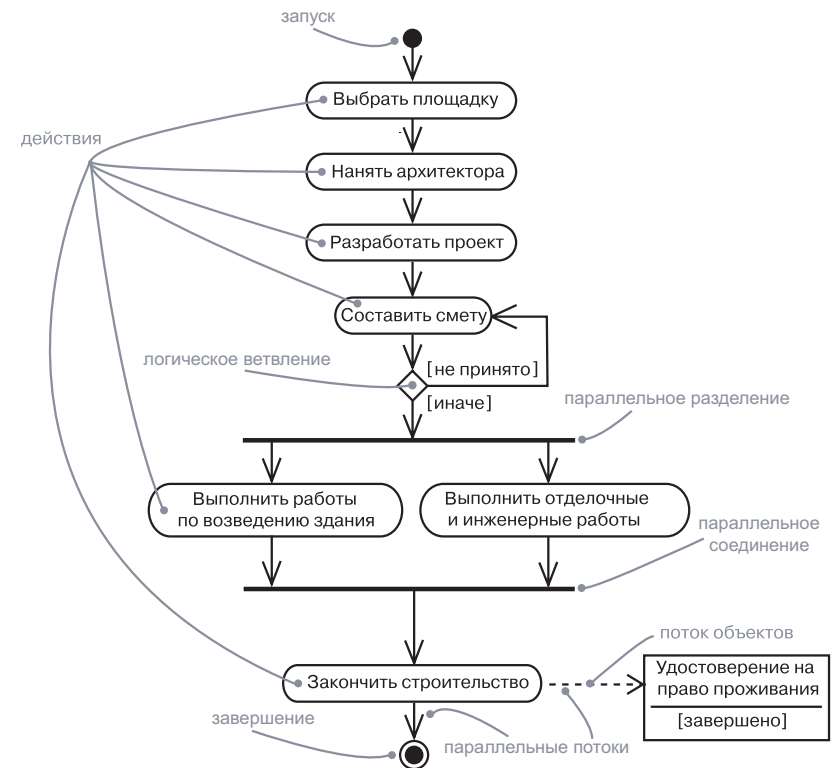 запуск
Выбрать площадку
действия
Нанять архитектора
Разработать проект
Составить смету
логическое ветвление
[не принято]
[иначе]
параллельное разделение
Выполнить работы
по возведению здания
Выполнить отделочные
и инженерные работы
параллельное
соединение
поток объектов
Удостоверение на
право проживания
Закончить строительство
[завершено]
завершение
параллельные потоки